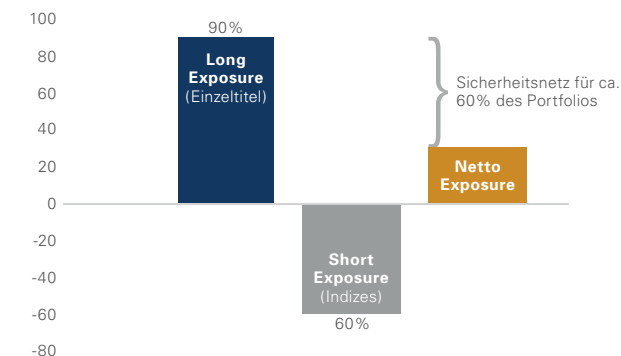 100
80
60
40
20
0
-20
-40
-60
-80
90%
Long
Exposure
(Einzeltitel)
Short
Exposure
(Indizes)
60%
Netto
Exposure
Sicherheitsnetz für ca.
60% des Portfolios